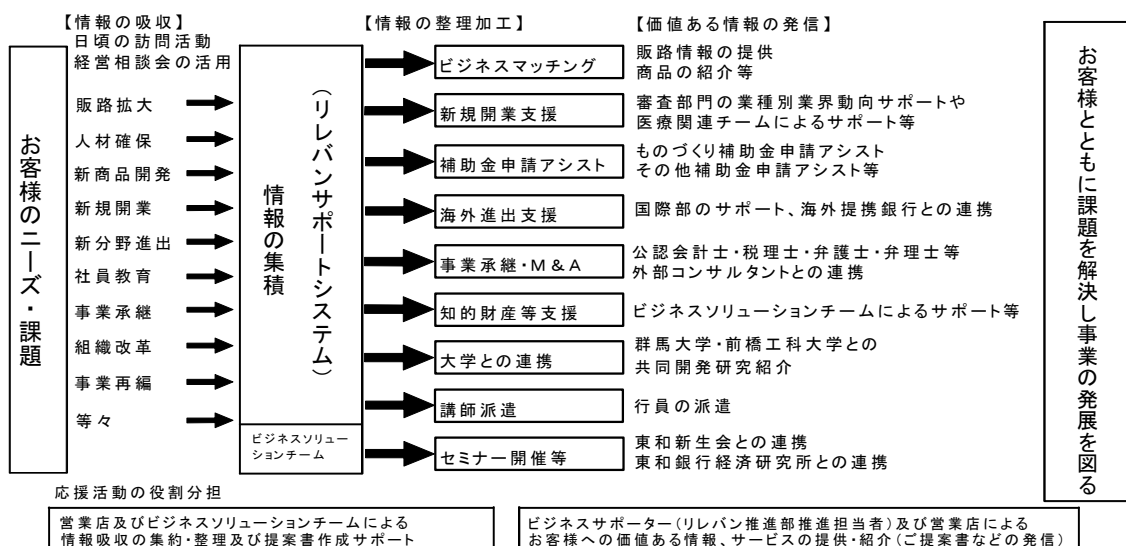 【情報の吸収】
日頃の訪問活動
経営相談会の活用
【情報の整理加工】
【価値ある情報の発信】
お客様のニーズ・課題
販路拡大
人材確保
新商品開発
新規開業
新分野進出
社員教育
事業承継
組織改革
事業再編
等々
(リレバンサポートシステム)
情報の集積
ビジネスソリュー
ションチーム
ビジネスマッチング
販路情報の提供
商品の紹介等
新規開業支援
審査部門の業種別業界動向サポートや
医療関連チームによるサポート等
補助金申請アシスト
ものづくり補助金申請アシスト
その他補助金申請アシスト等
海外進出支援
国際部のサポート、海外提携銀行との連携
事業承継・M&A
公認会計士・税理士・弁護士・弁理士等
外部コンサルタントとの連携
知的財産等支援
ビジネスソリューションチームによるサポート等
大学との連携
群馬大学・前橋工科大学との
共同開発研究紹介
講師派遣
行員の派遣
セミナー開催等
東和新生会との連携
東和銀行経済研究所との連携
お客様とともに課題を解決し事業の発展を図る
応援活動の役割分担
営業店及びビジネスソリューションチームによる
情報吸収の集約・整理及び提案書作成サポート
ビジネスサポーター(リレバン推進部推進担当者)及び営業店による
お客様への価値ある情報、サービスの提供・紹介(ご提案書などの発信)